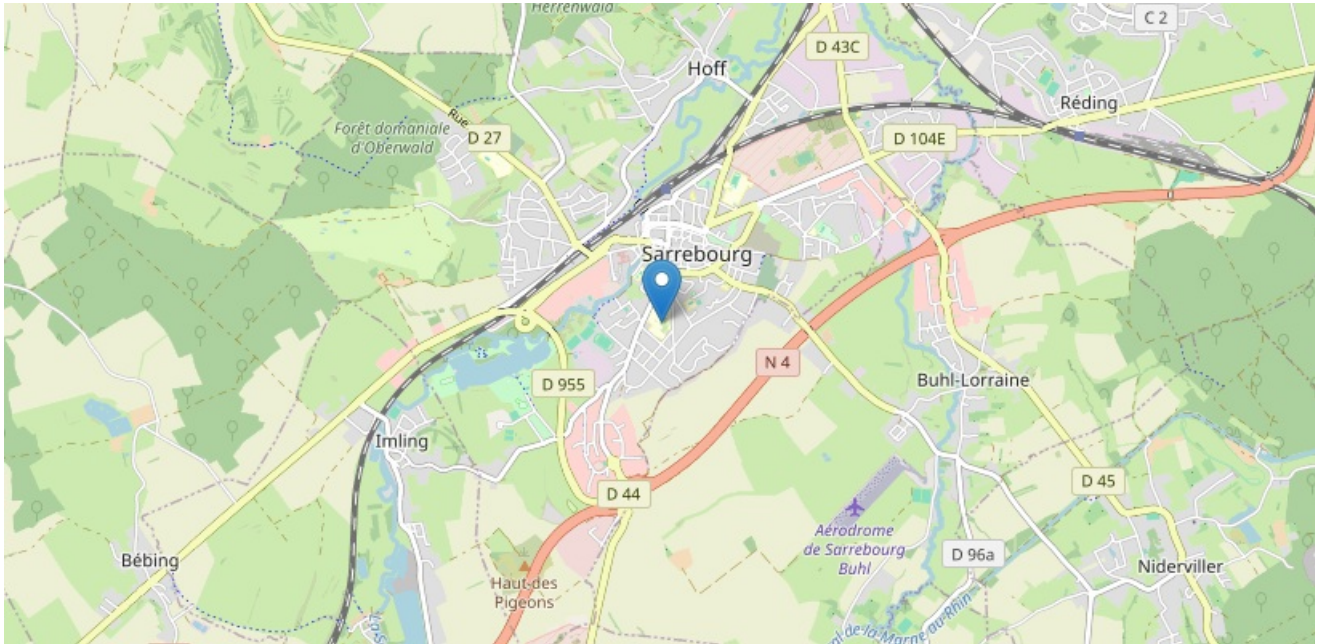 Herrenwald
C 2
D 43C
Hoff
Réding
Rue
D 27
D 104E
Forêt domaniale
d'Oberwald
Sarrebourg
N 4
D 955
Buhl-Lorraine
Imling
D 45
D 44
Aérodrome
de Sarrebourg
Buhl
D 96a
Bébing
Niderviller
Haut des
Pigeons
al de la Marne au Rhin